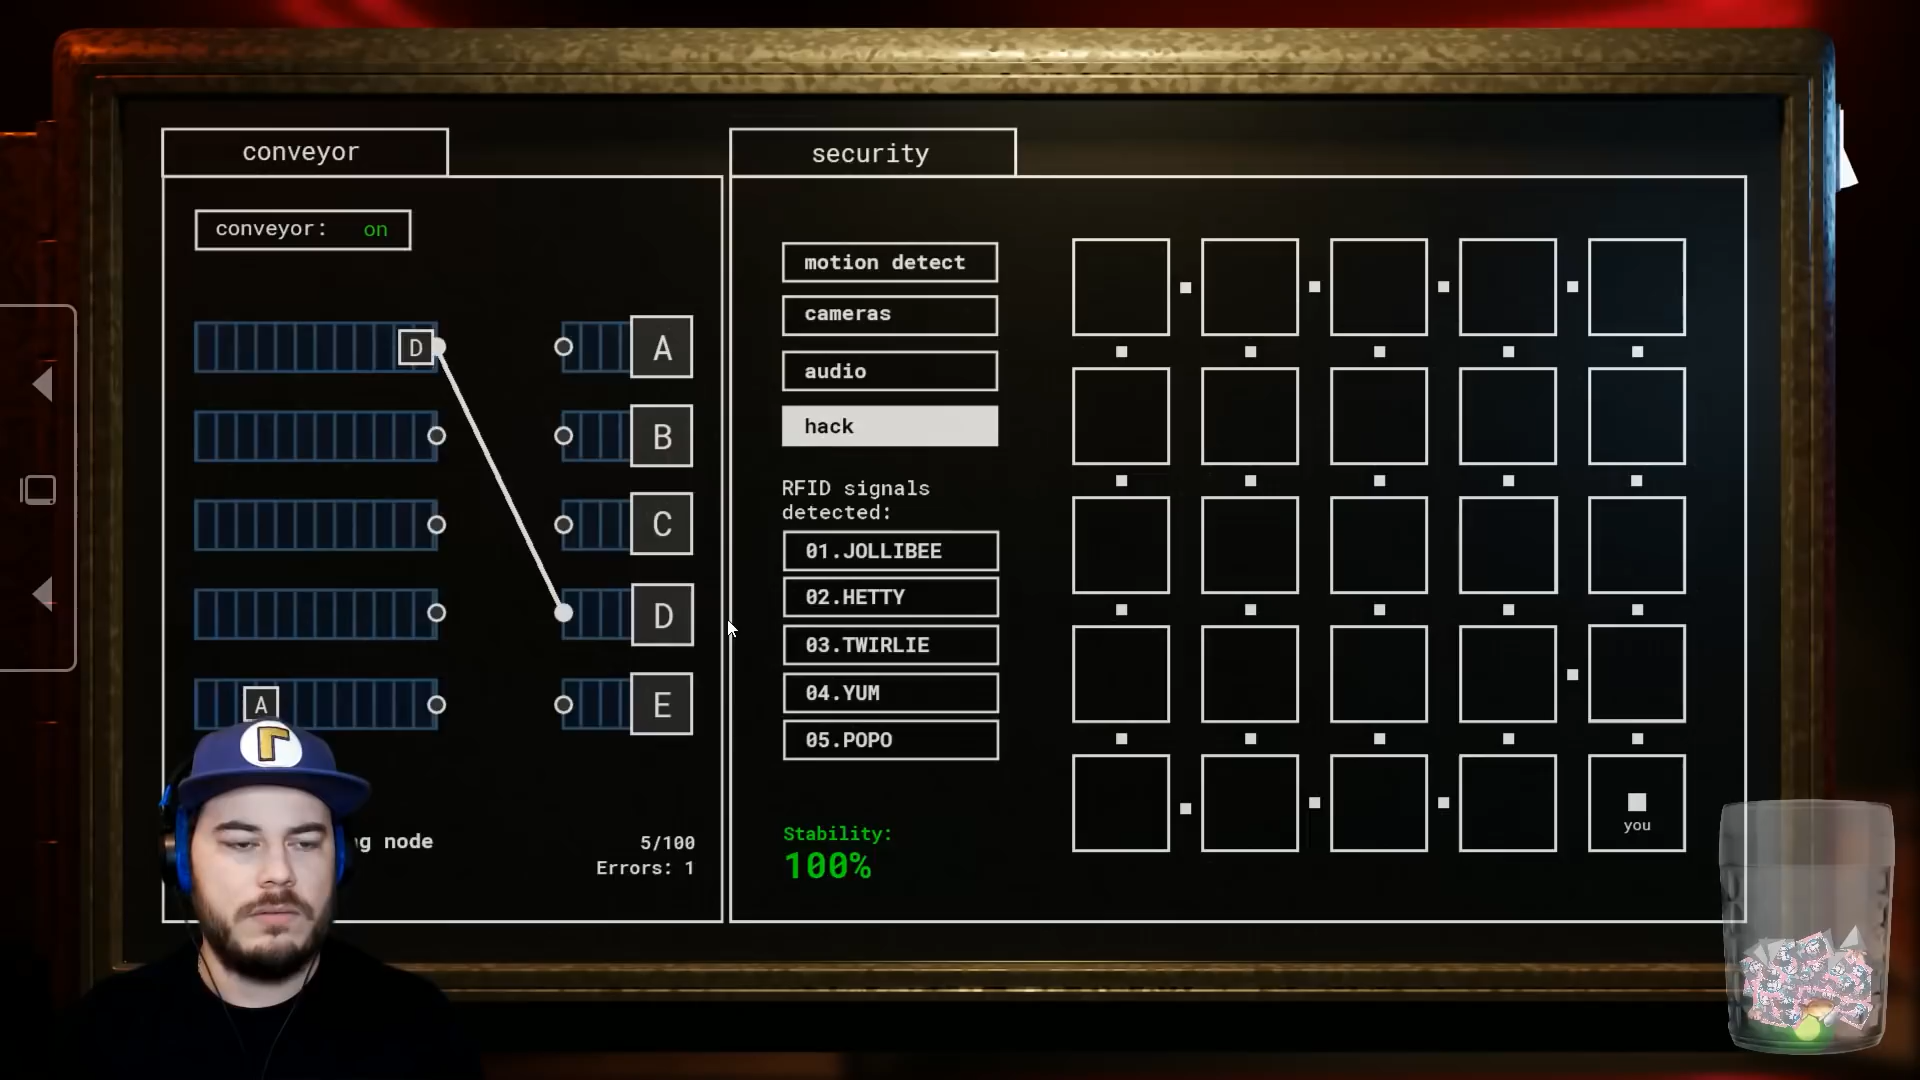 conveyor
security
conveyor: on
motion detect
cameras
audio
hack
RFID signals
detected:
01.JOLLIBEE
02.HETTY
03.TWIRLIE
04.YUM
05.POPO
D
A
A
B
C
D
E
node
5/100
Errors: 1
Stability:
100%
you